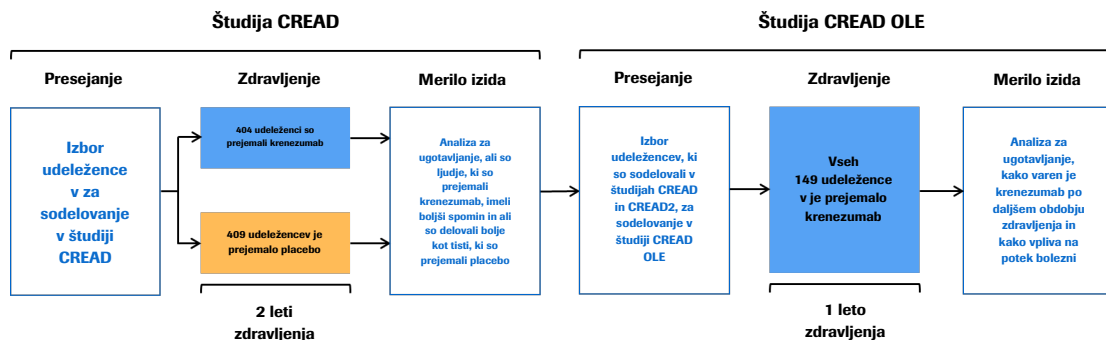 Študija CREAD
Študija CREAD OLE
Presejanje
Zdravljenje
Merilo izida
Presejanje
Zdravljenje
Merilo izida
Izbor
udeležence
v za
sodelovanje
v študiji
CREAD
404 udeleženci so
prejemali krenezumab
409 udeležencev je
prejemalo placebo
Analiza za
ugotavljanje, ali so
ljudje, ki so
prejemali
krenezumab, imeli
boljši spomin in ali
so delovali bolje
kot tisti, ki so
prejemali placebo
Izbor
udeležencev, ki
so sodelovali v
študijah CREAD
in CREAD2, za
sodelovanje v
študiji CREAD
OLE
Vseh
149 udeležence
v je prejemalo
krenezumab
Analiza za
ugotavljanje,
kako varen je
krenezumab po
daljšem obdobju
zdravljenja in
kako vpliva na
potek bolezni
2 leti
zdravljenja
1 leto
zdravljenja